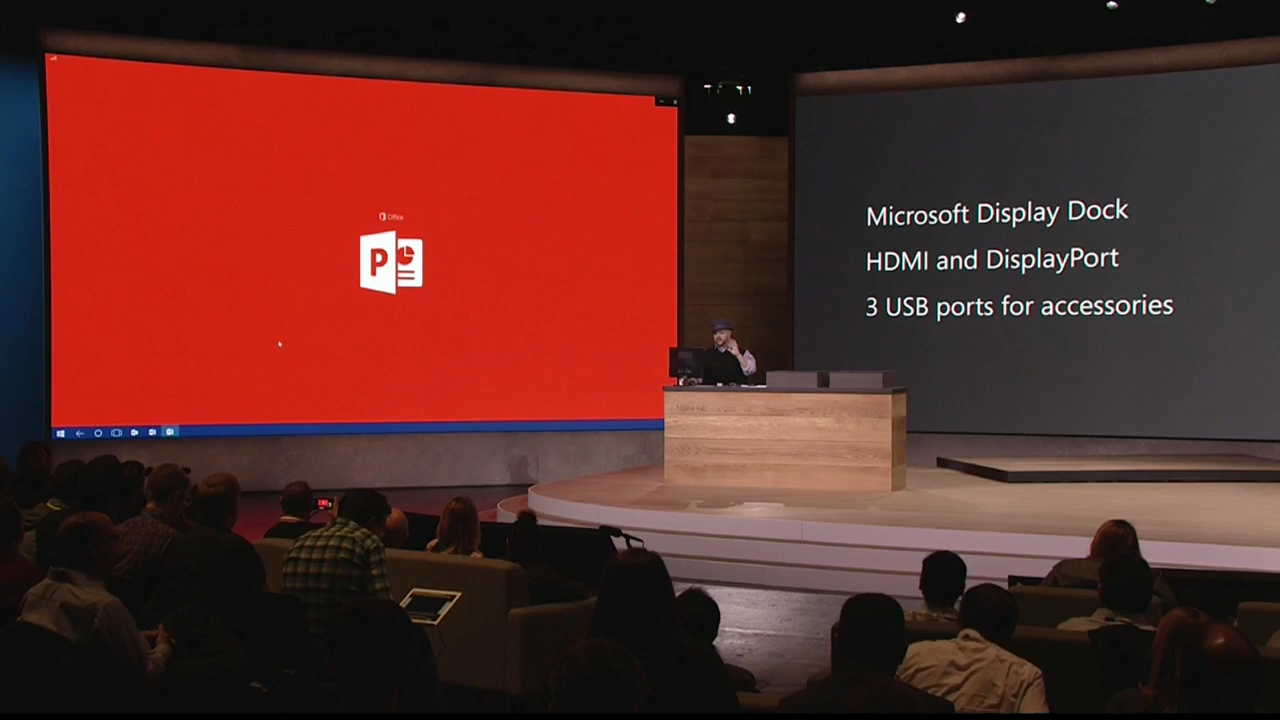 Office
P
Microsoft Display Dock
HDMI and DisplayPort
3 USB ports for accessories